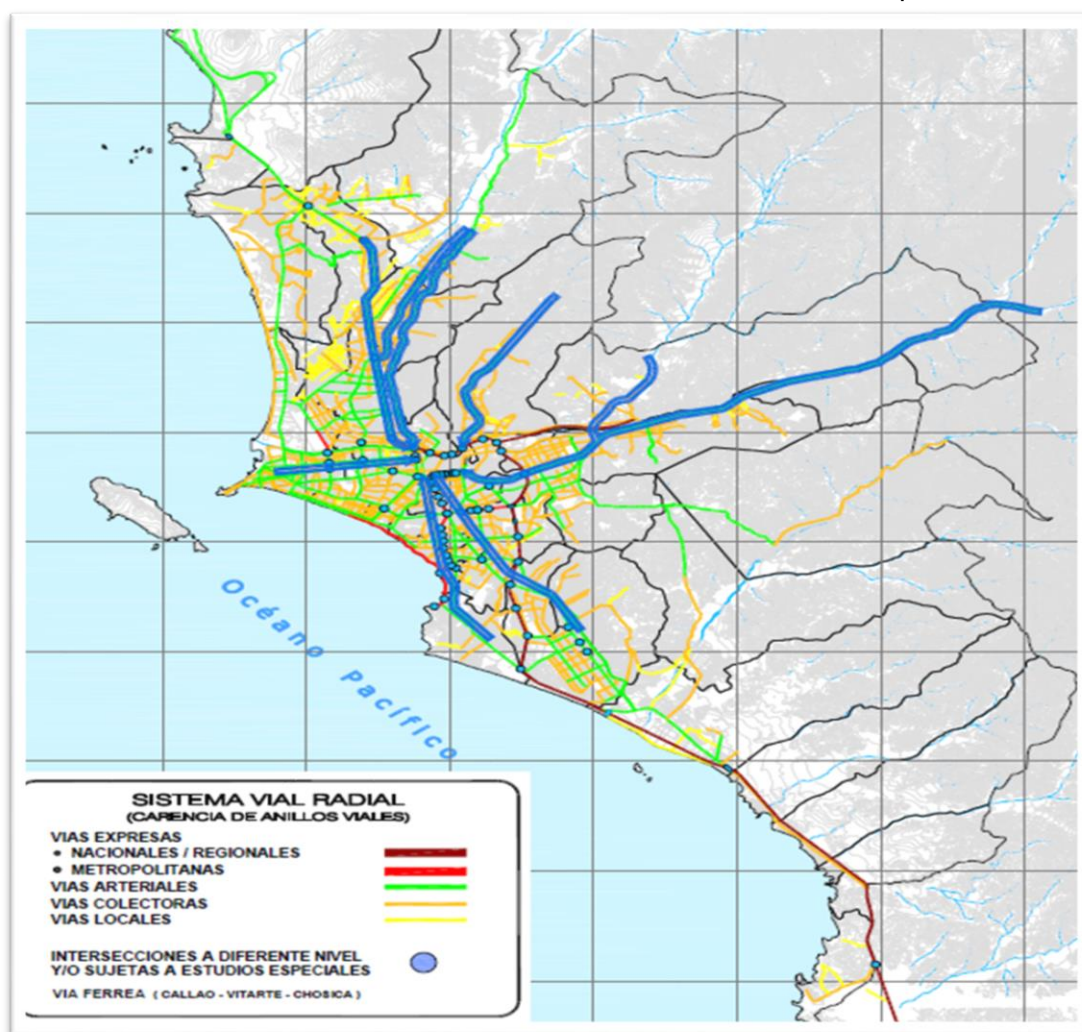 Océano Pacífico
SISTEMA VIAL RADIAL
(CARENCIA DE ANILLOS VIALES)
VIAS EXPRESAS
• NACIONALES / REGIONALES
• METROPOLITANAS
VIAS ARTERIALES
VIAS COLECTORAS
VIAS LOCALES
INTERSECCIONES A DIFERENTE NIVEL
Y/O SUJETAS A ESTUDIOS ESPECIALES
VIA FERREA ( CALLAO - VITARTE - CHOSICA )